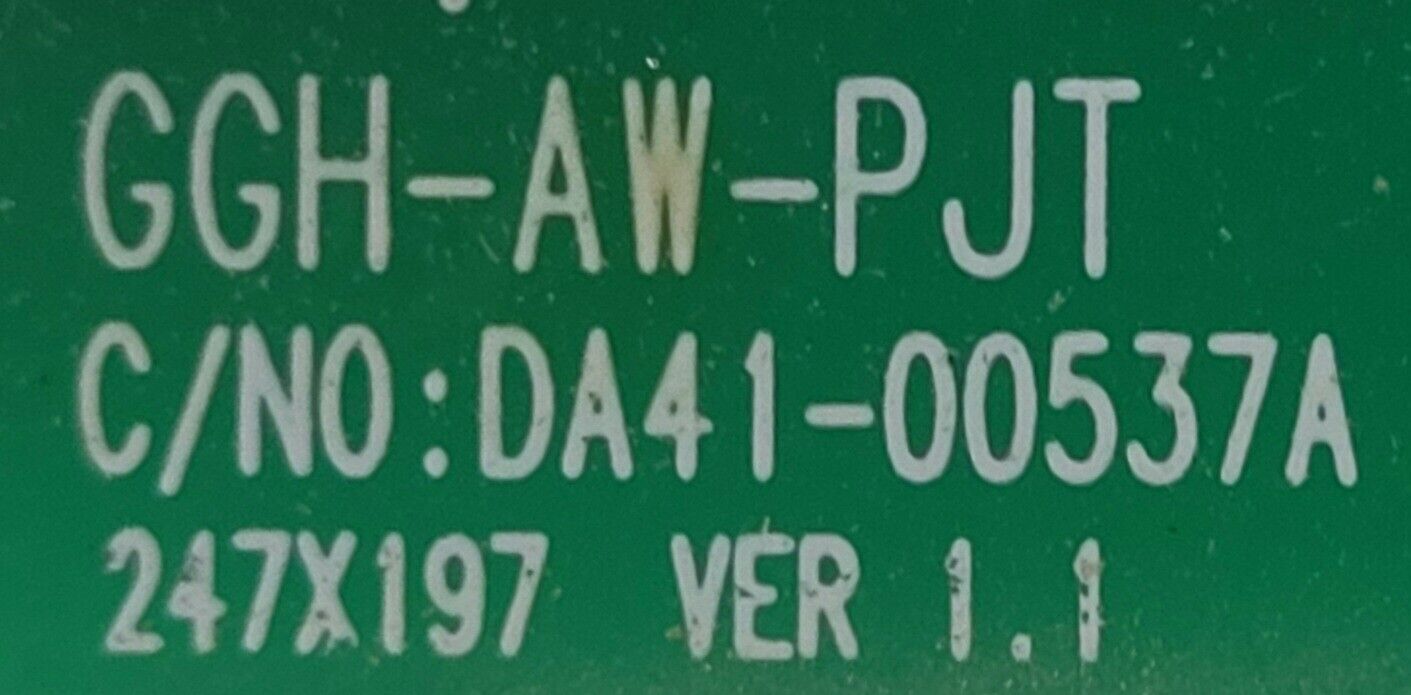 GGH-AW-PJT
C/NO:DA41-00537A
247X197 VER 1.1